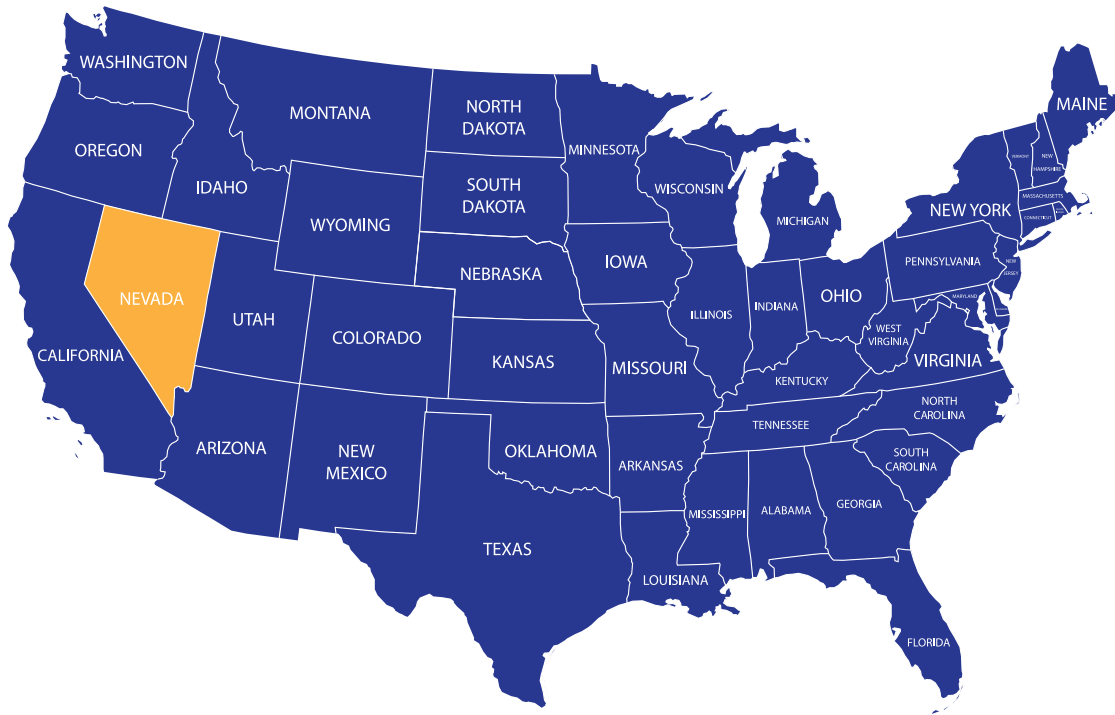 WASHINGTON
MONTANA
NORTH
DAKOTA
MINNESOTA
MAINE
OREGON
IDAHO
SOUTH
DAKOTA
WISCONSIN
VERMONT
NEW
HAMPSHIRE
MASSACHUSETTS
CONNECTICUT
WYOMING
MICHIGAN
NEW YORK
NEVADA
UTAH
COLORADO
NEBRASKA
IOWA
ILLINOIS
INDIANA
OHIO
PENNSYLVANIA
NEW
JERSEY
MARYLAND
CALIFORNIA
KANSAS
MISSOURI
KENTUCKY
WEST
VIRGINIA
VIRGINIA
ARIZONA
NEW
MEXICO
OKLAHOMA
ARKANSAS
TENNESSEE
NORTH
CAROLINA
SOUTH
CAROLINA
TEXAS
LOUISIANA
MISSISSIPPI
ALABAMA
GEORGIA
FLORIDA